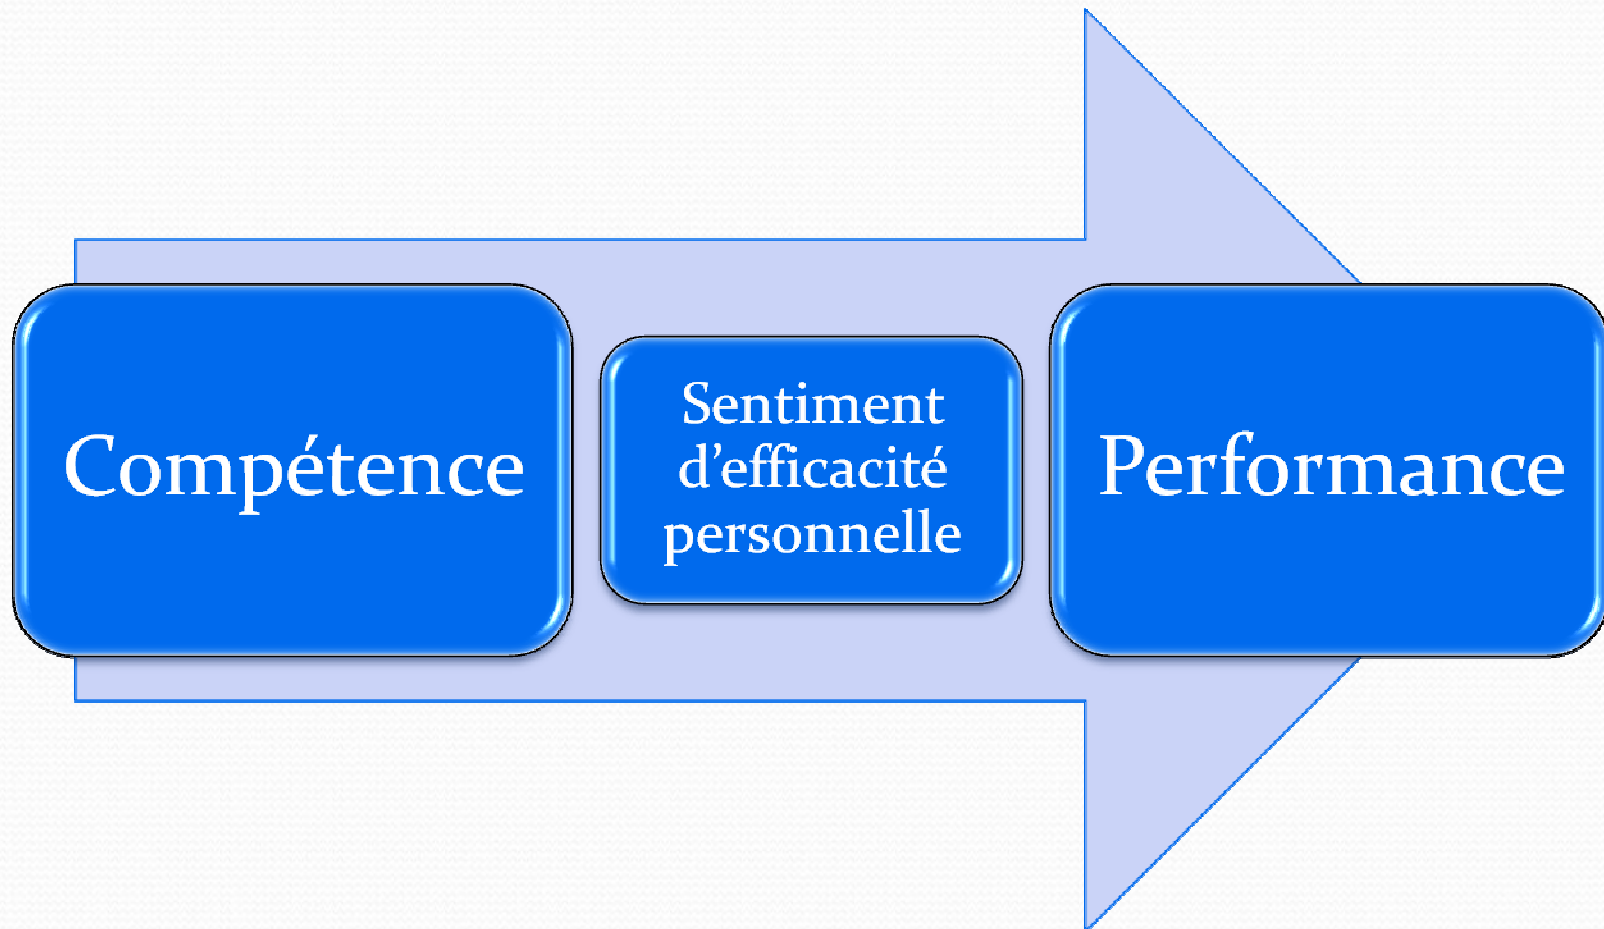 Compétence
Sentiment
d’efficacité
personnelle
Performance